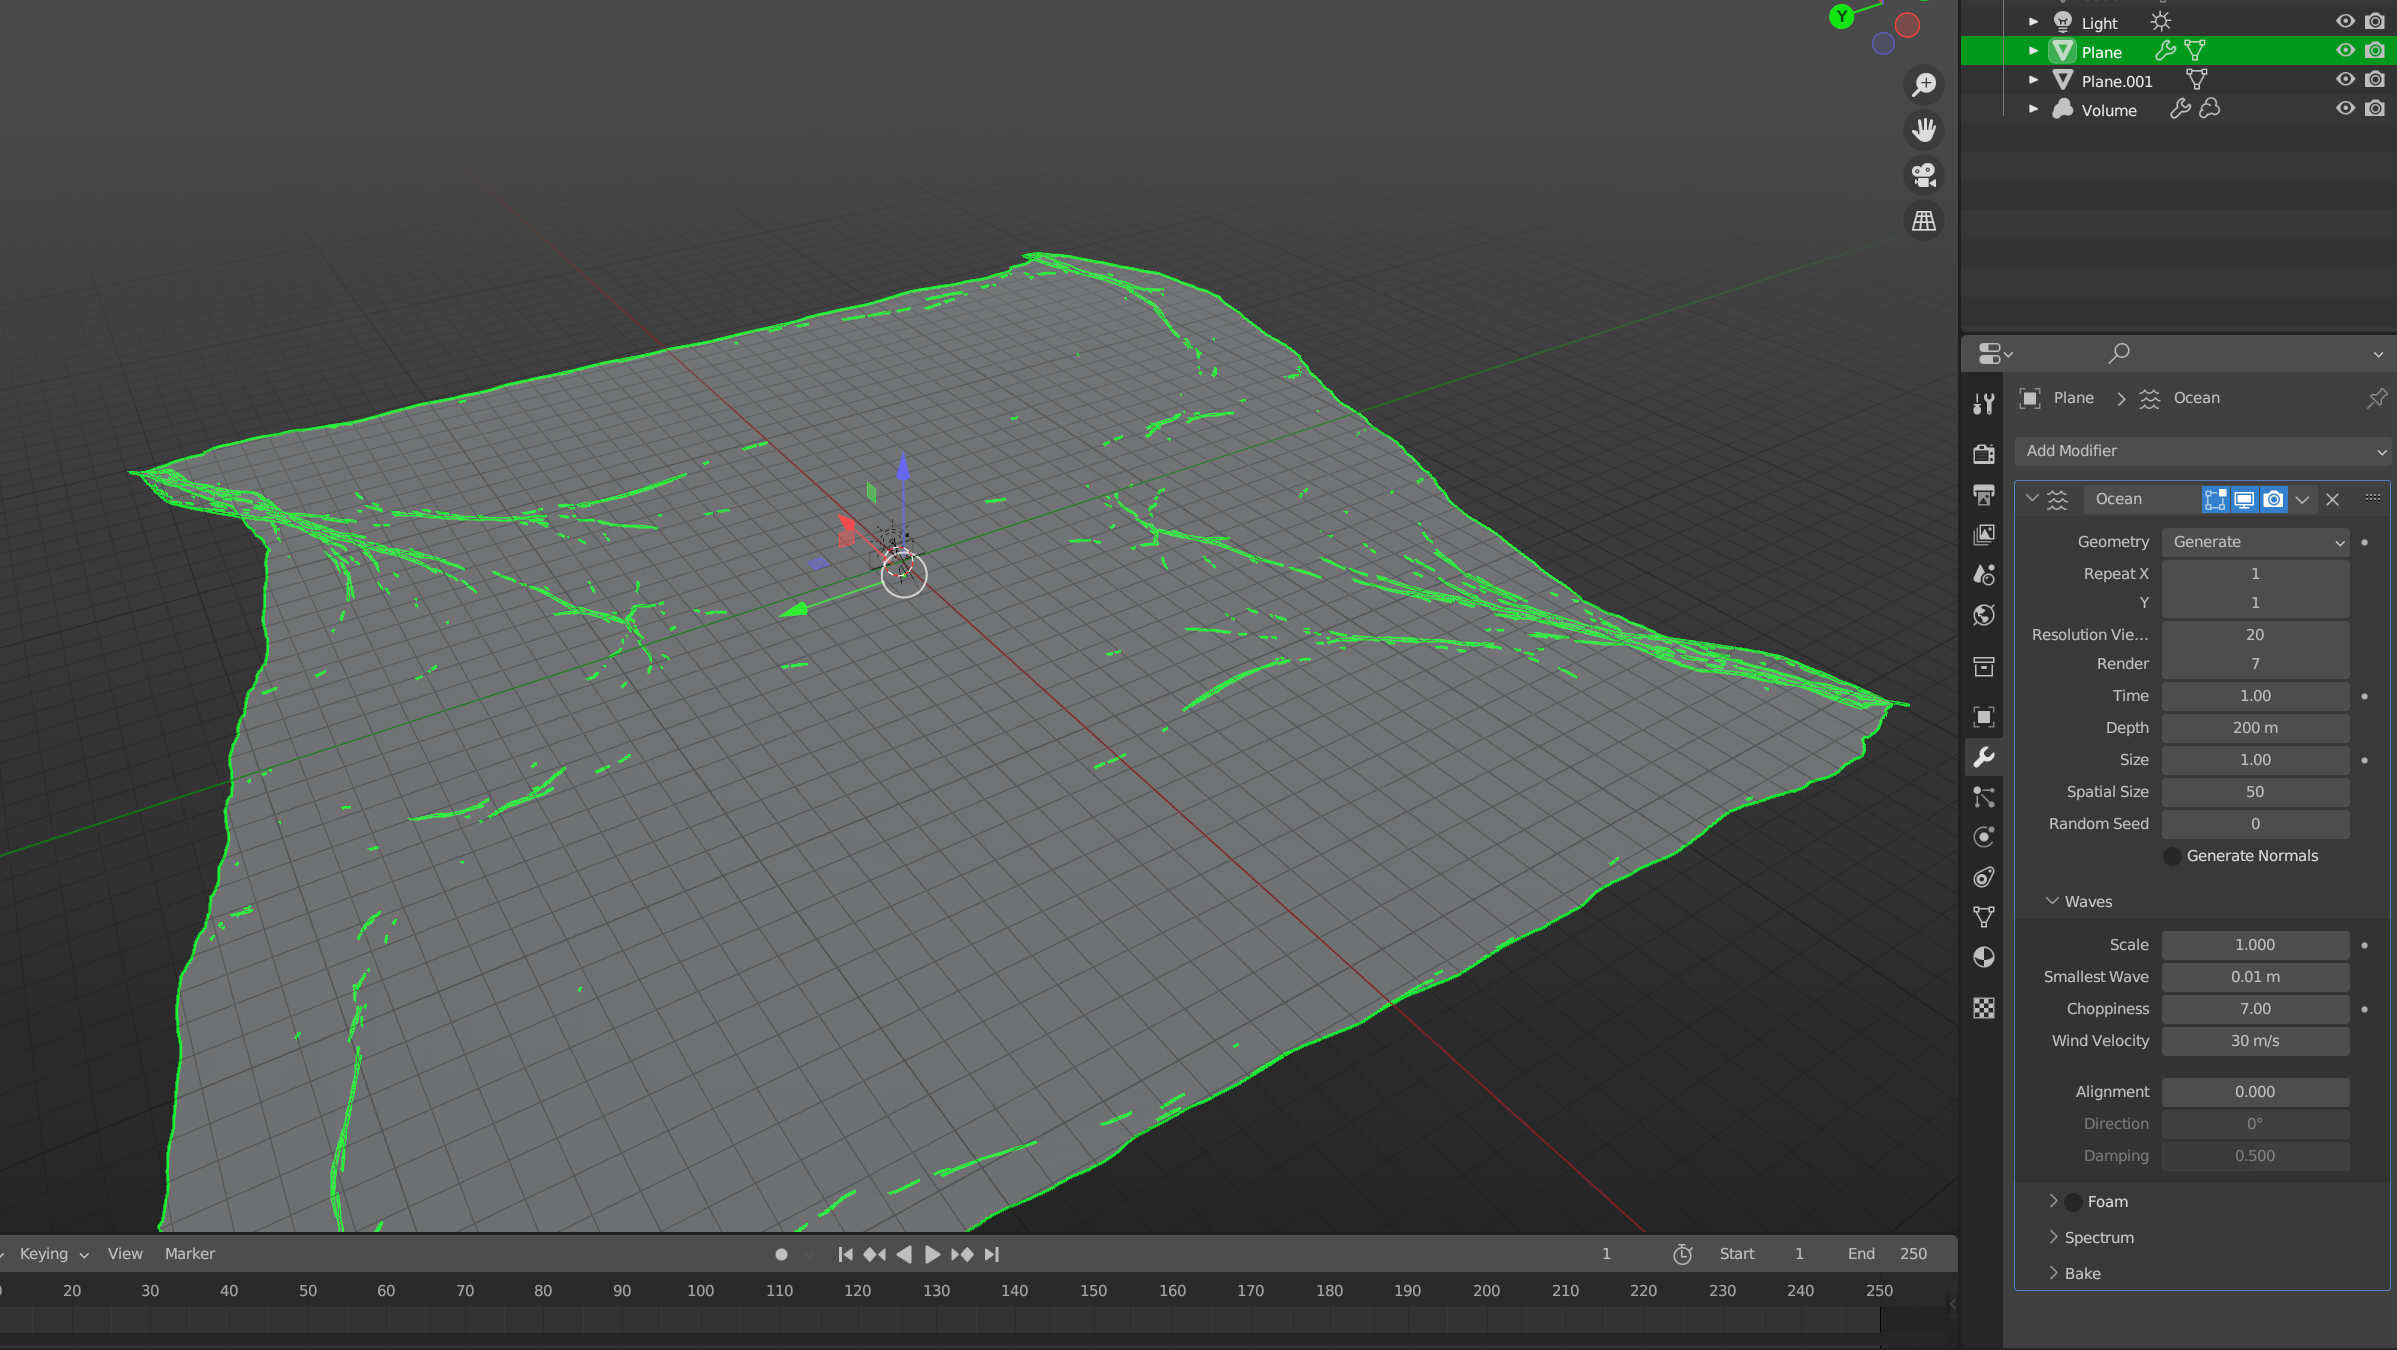 Y
Light
Plane
Plane.001
Volume
Plane Ocean
Add Modifier
Ocean
Geometry Generate
Repeat X 1
Y 1
Resolution Vie... 20
Render 7
Time 1.00
Depth 200 m
Size 1.00
Spatial Size 50
Random Seed 0
Generate Normals
Waves
Scale 1.000
Smallest Wave 0.01 m
Choppiness 7.00
Wind Velocity 30 m/s
Alignment 0.000
Direction 0°
Damping 0.500
Foam
Spectrum
Bake
Keying View Marker 1 Start 1 End 250
20 30 40 50 60 70 80 90 100 110 120 130 140 150 160 170 180 190 200 210 220 230 240 250